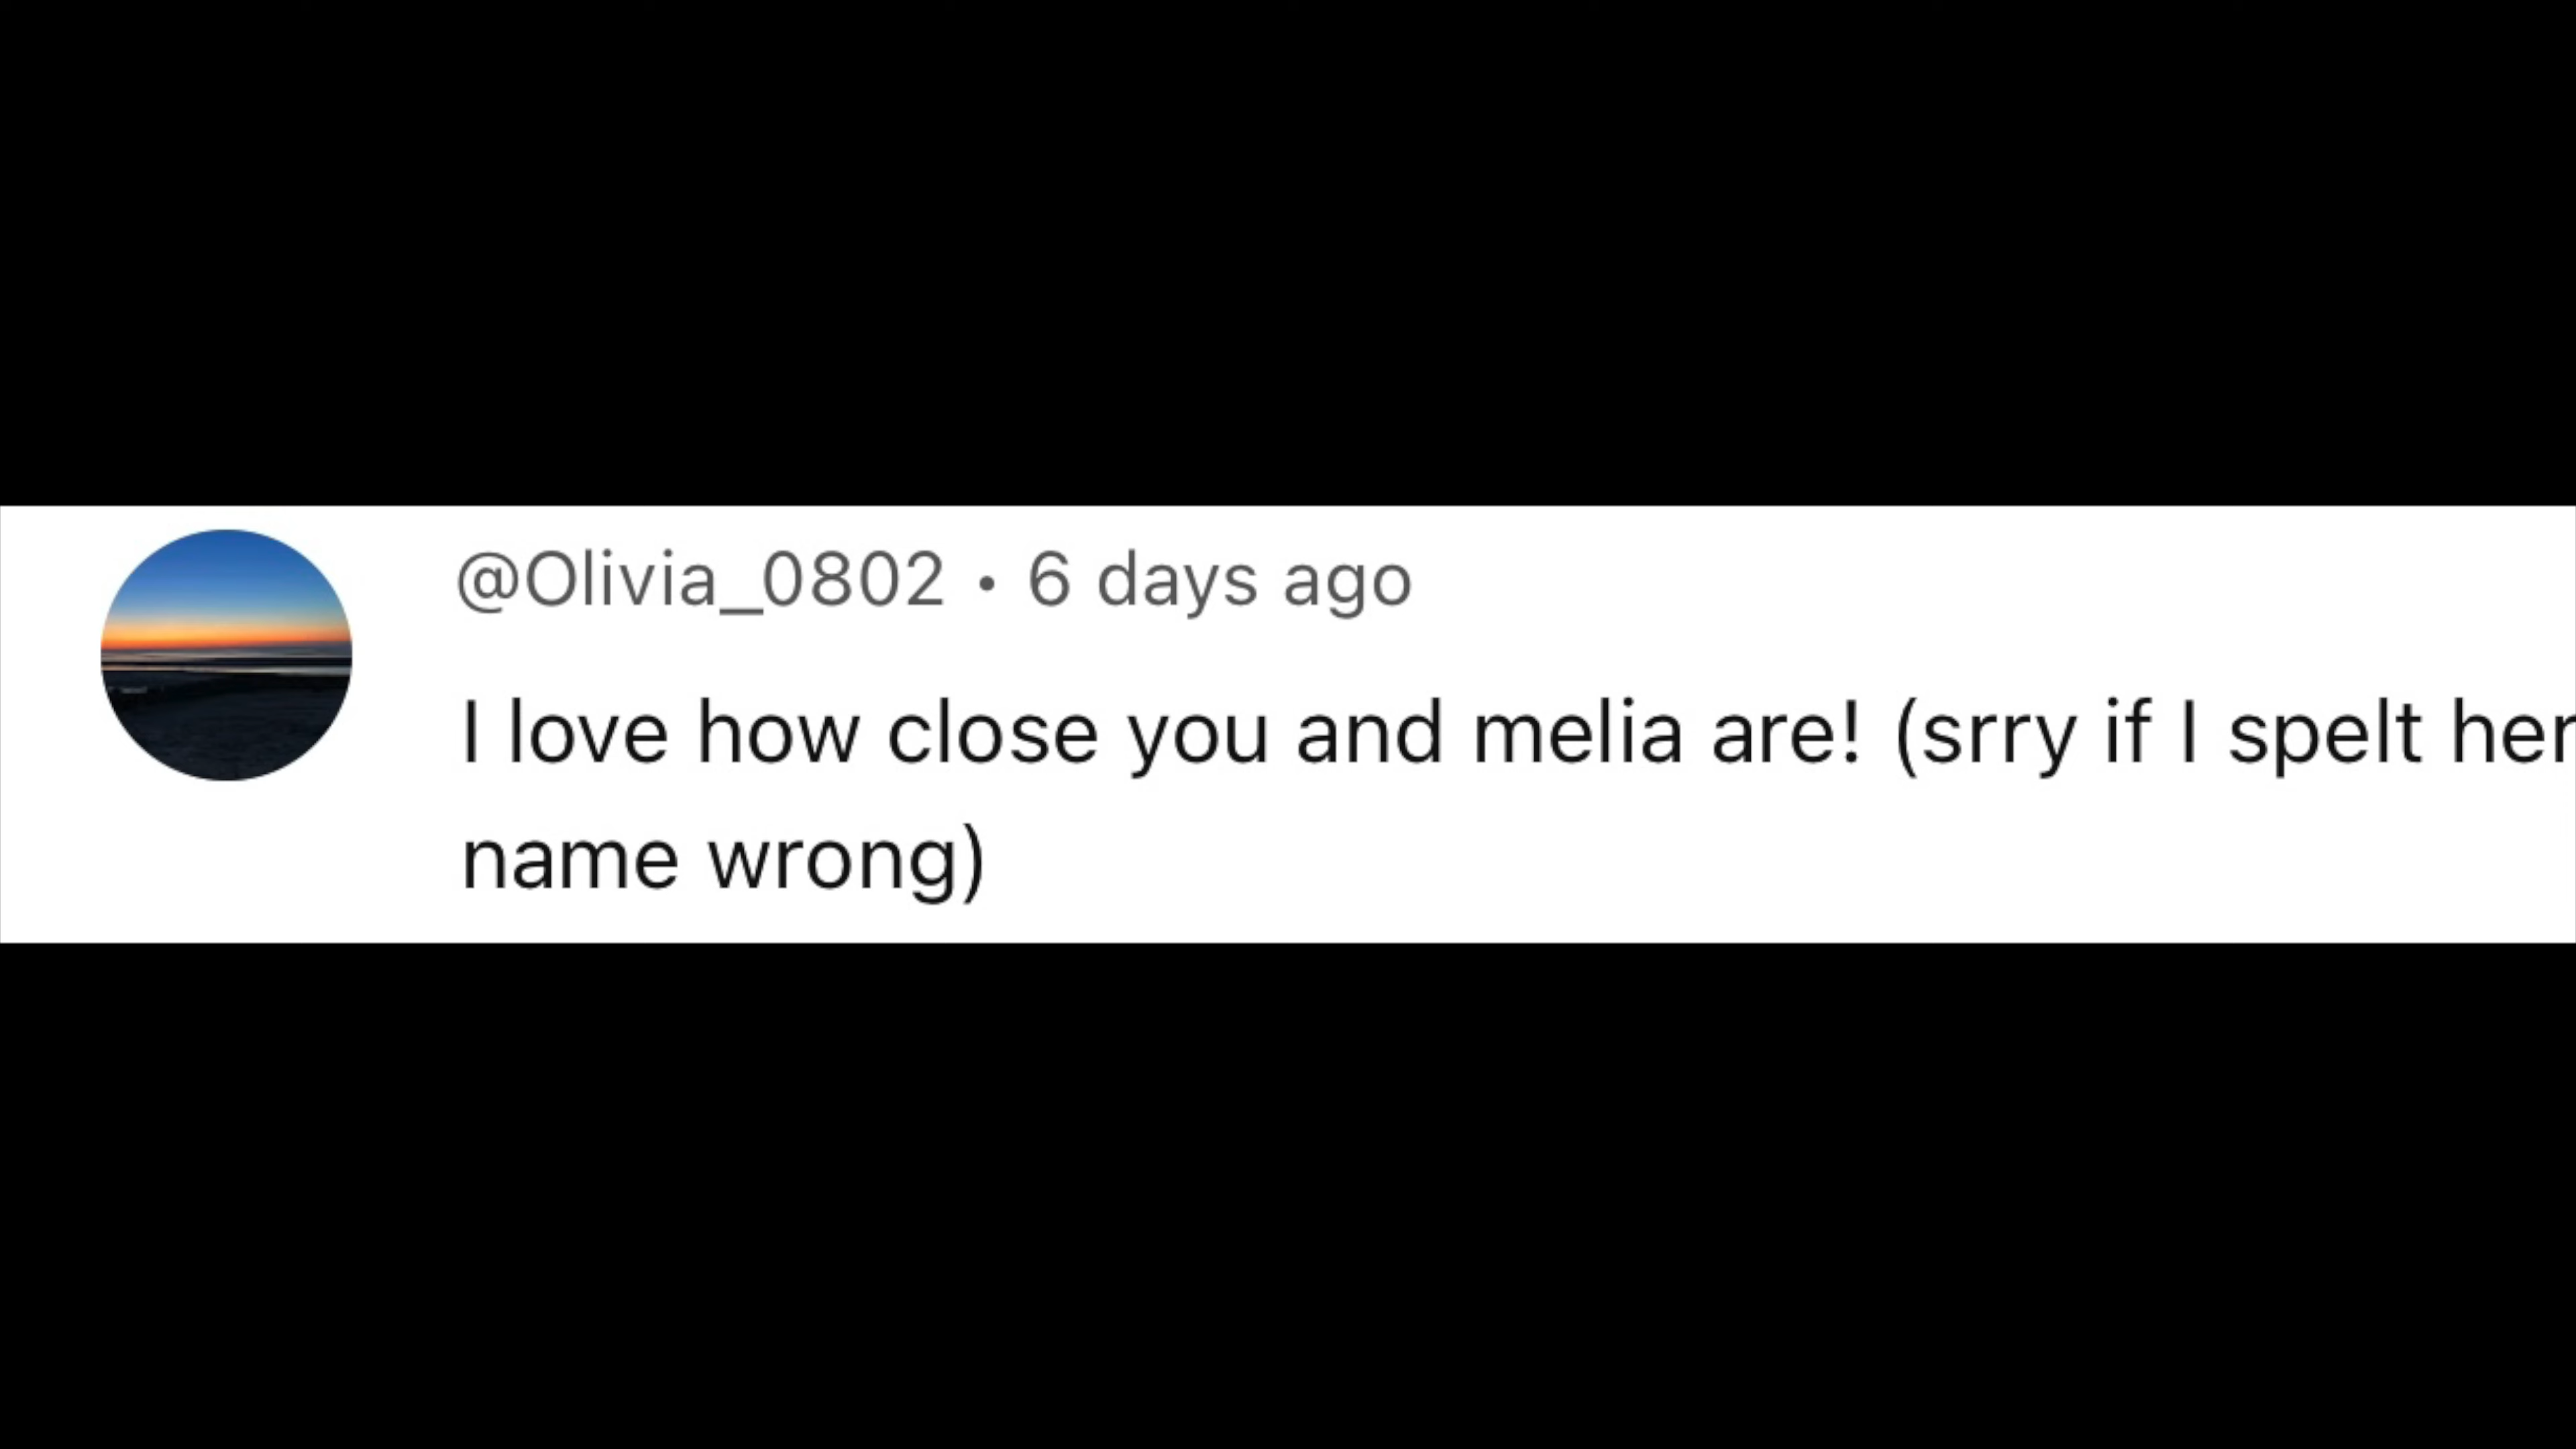 @Olivia_0802 • 6 days ago
I love how close you and melia are! (srry if I spelt her
name wrong)